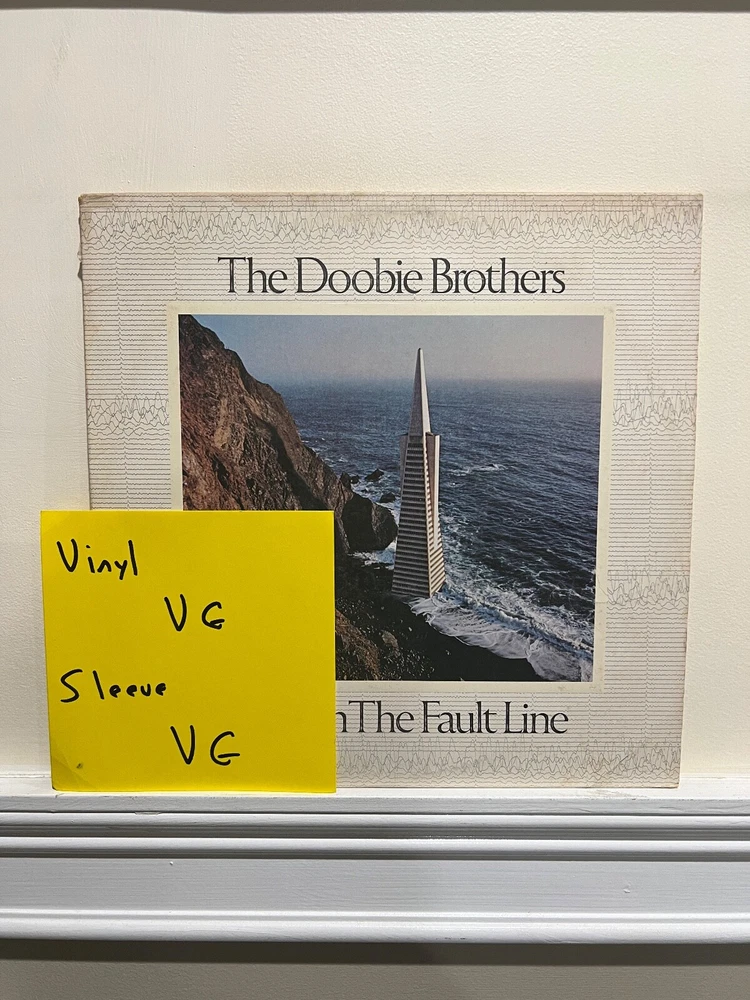 The Doobie Brothers
Vinyl
VG
Sleeve
VG
The Fault Line